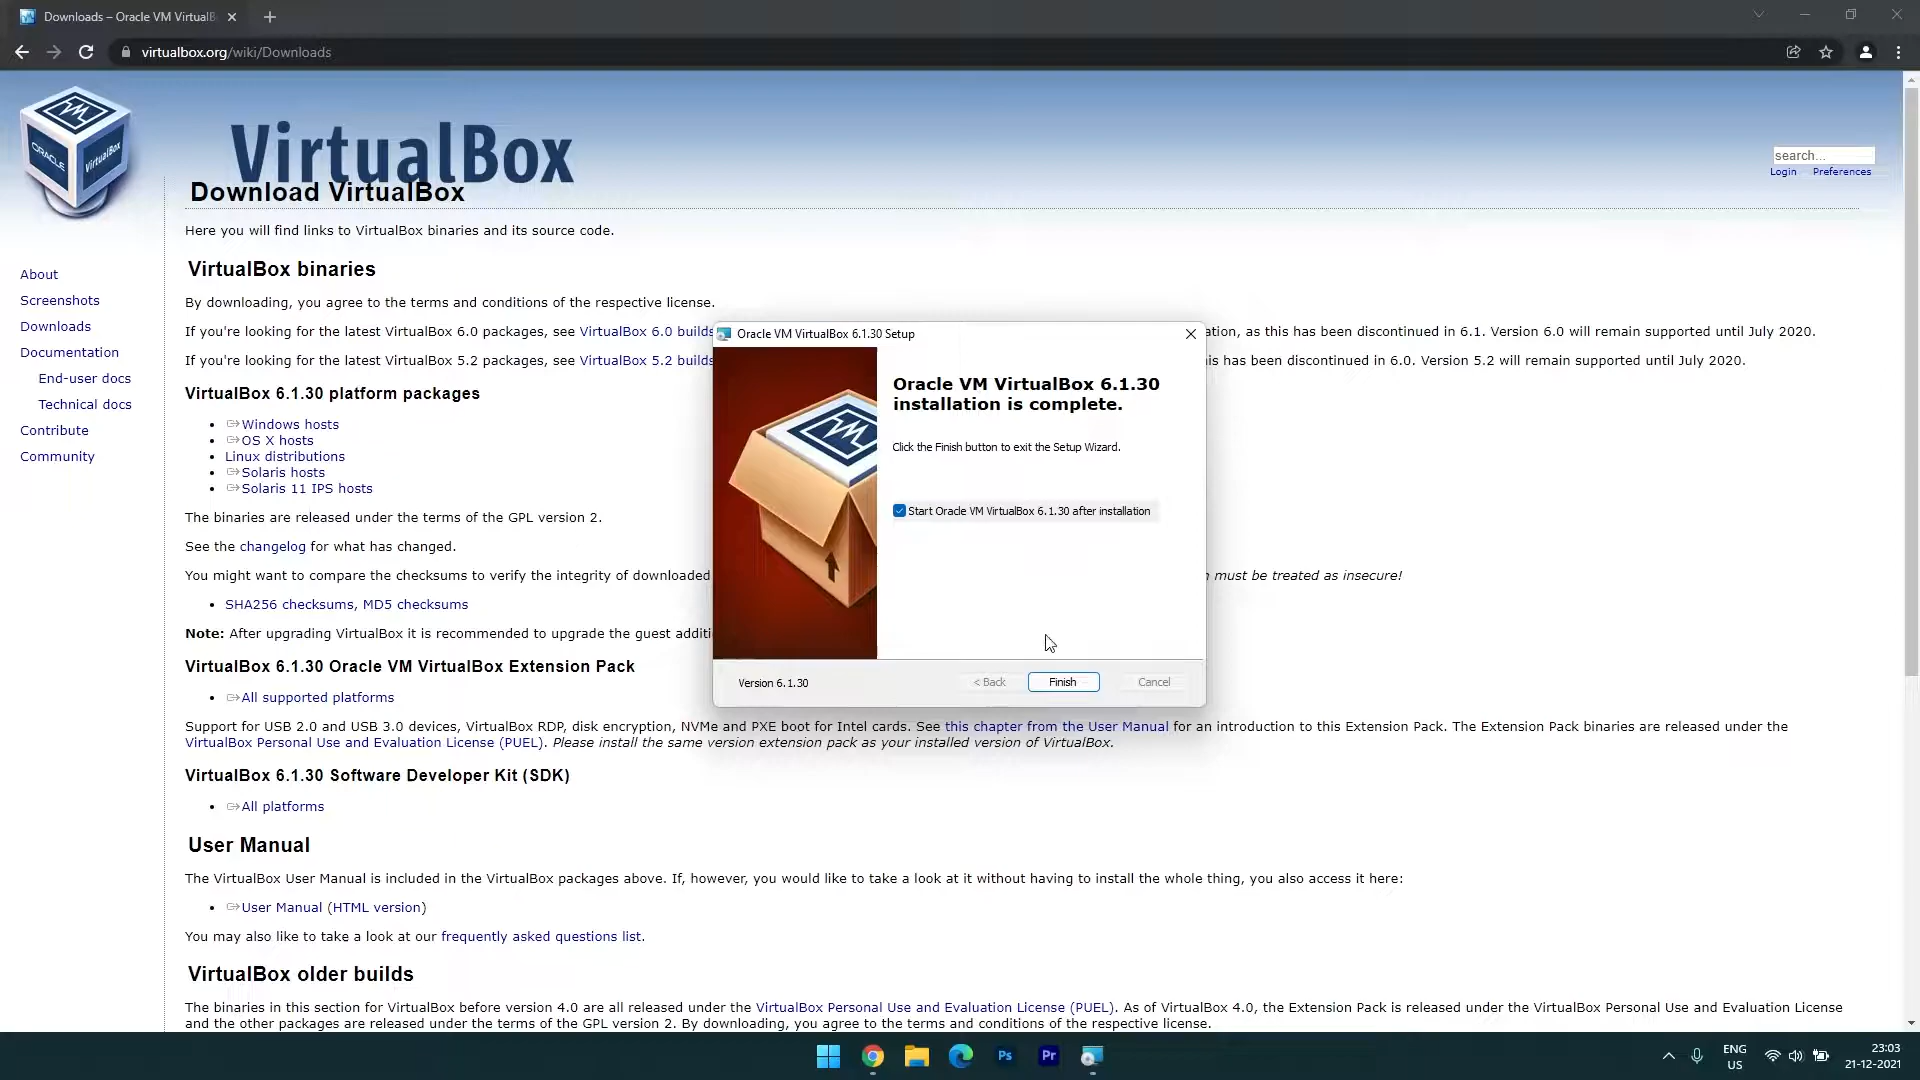 Downloads – Oracle VM VirtualB
virtualbox.org/wiki/Downloads
ORACLE
VirtualBox
VirtualBox
search...
Login Preferences
Download VirtualBox
Here you will find links to VirtualBox binaries and its source code.
About
Screenshots
Downloads
Documentation
End-user docs
Technical docs
Contribute
Community
VirtualBox binaries
By downloading, you agree to the terms and conditions of the respective license.
If you're looking for the latest VirtualBox 6.0 packages, see VirtualBox 6.0 builds
ation, as this has been discontinued in 6.1. Version 6.0 will remain supported until July 2020.
If you're looking for the latest VirtualBox 5.2 packages, see VirtualBox 5.2 builds
is has been discontinued in 6.0. Version 5.2 will remain supported until July 2020.
VirtualBox 6.1.30 platform packages
Windows hosts
OS X hosts
Linux distributions
Solaris hosts
Solaris 11 IPS hosts
The binaries are released under the terms of the GPL version 2.
See the changelog for what has changed.
You might want to compare the checksums to verify the integrity of downloaded
must be treated as insecure!
SHA256 checksums, MD5 checksums
Note: After upgrading VirtualBox it is recommended to upgrade the guest additi
VirtualBox 6.1.30 Oracle VM VirtualBox Extension Pack
All supported platforms
Support for USB 2.0 and USB 3.0 devices, VirtualBox RDP, disk encryption, NVMe and PXE boot for Intel cards. See this chapter from the User Manual for an introduction to this Extension Pack. The Extension Pack binaries are released under the
VirtualBox Personal Use and Evaluation License (PUEL). Please install the same version extension pack as your installed version of VirtualBox.
VirtualBox 6.1.30 Software Developer Kit (SDK)
All platforms
User Manual
The VirtualBox User Manual is included in the VirtualBox packages above. If, however, you would like to take a look at it without having to install the whole thing, you also access it here:
User Manual (HTML version)
You may also like to take a look at our frequently asked questions list.
VirtualBox older builds
The binaries in this section for VirtualBox before version 4.0 are all released under the VirtualBox Personal Use and Evaluation License (PUEL). As of VirtualBox 4.0, the Extension Pack is released under the VirtualBox Personal Use and Evaluation License
and the other packages are released under the terms of the GPL version 2. By downloading, you agree to the terms and conditions of the respective license.
Oracle VM VirtualBox 6.1.30 Setup
Oracle VM VirtualBox 6.1.30
installation is complete.
Click the Finish button to exit the Setup Wizard.
Start Oracle VM VirtualBox 6.1.30 after installation
Version 6.1.30
< Back Finish Cancel
Ps
Pr
ENG
US
23:03
21-12-2021